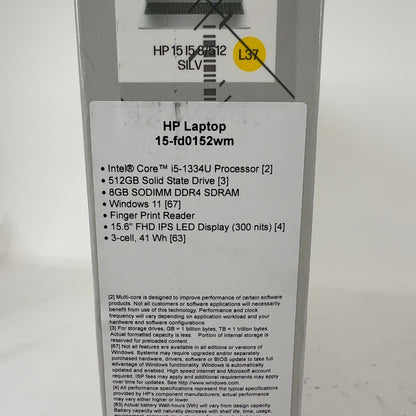 HP 15 I5 8/512
SILV
L37
HP Laptop
15-fd0152wm
• Intel® Core™ i5-1334U Processor [2]
• 512GB Solid State Drive [3]
• 8GB SODIMM DDR4 SDRAM
• Windows 11 [67]
• Finger Print Reader
• 15.6" FHD IPS LED Display (300 nits) [4]
• 3-cell, 41 Wh [63]
[2] Multi-core is designed to improve performance of certain software
products. Not all customers or software applications will necessarily
benefit from use of this technology. Performance and clock
frequency will vary depending on application workload and your
hardware and software configurations.
[3] For storage drives, GB = 1 billion bytes, TB = 1 trillion bytes.
Actual formatted capacity is less. Portion of internal storage is
reserved for preloaded content.
[67] Not all features are available in all editions or versions of
Windows. Systems may require upgraded and/or separately
purchased hardware, drivers, software or BIOS update to take full
advantage of Windows functionality. Windows is automatically
updated and enabled. High speed internet and Microsoft account
required. ISP fees may apply and additional requirements may apply
over time for updates. See http://www.windows.com
[4] All performance specifications represent the typical specifications
provided by HP's component manufacturers; actual performance
may vary either higher or lower.
[63] Actual battery Watt-hours (Wh) will vary from design capacity.
Battery capacity will naturally decrease with shelf life, time, usage,